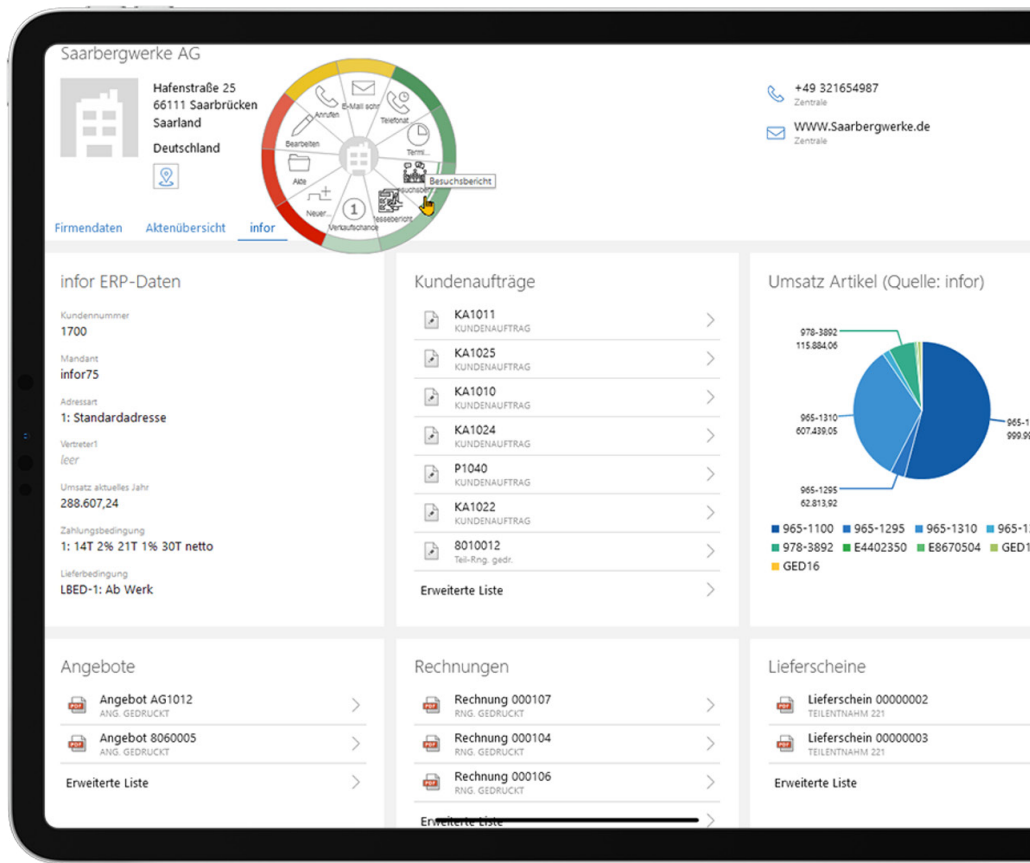 Saarbergwerke AG
Hafenstraße 25
66111 Saarbrücken
Saarland
Deutschland
Anrufen
E-Mail schr
Telefonat
Termi...
Besuchsbericht
Verkaufschance
Neuer...
Akte
Bearbeiten
+49 321654987
Zentrale
WWW.Saarbergwerke.de
Zentrale
Firmendaten
Aktenübersicht
infor
infor ERP-Daten
Kundennummer
1700
Mandant
infor75
Adressart
1: Standardadresse
Vertreter1
leer
Umsatz aktuelles Jahr
288.607,24
Zahlungsbedingung
1: 14T 2% 21T 1% 30T netto
Lieferbedingung
LBED-1: Ab Werk
Kundenaufträge
KA1011
KUNDENAUFTRAG
KA1025
KUNDENAUFTRAG
KA1010
KUNDENAUFTRAG
KA1024
KUNDENAUFTRAG
P1040
KUNDENAUFTRAG
KA1022
KUNDENAUFTRAG
8010012
Teil-Rng. gedr.
Erweiterte Liste
Umsatz Artikel (Quelle: infor)
978-3892
115.884,06
965-1310
607.439,05
965-1295
62.813,92
965-1
999.99
965-1100 965-1295 965-1310 965-1
978-3892 E4402350 E8670504 GED1
GED16
Angebote
Angebot AG1012
ANG. GEDRUCKT
Angebot 8060005
ANG. GEDRUCKT
Erweiterte Liste
Rechnungen
Rechnung 000107
RNG. GEDRUCKT
Rechnung 000104
RNG. GEDRUCKT
Rechnung 000106
RNG. GEDRUCKT
Erweiterte Liste
Lieferscheine
Lieferschein 00000002
TEILENTNAHM 221
Lieferschein 00000003
TEILENTNAHM 221
Erweiterte Liste